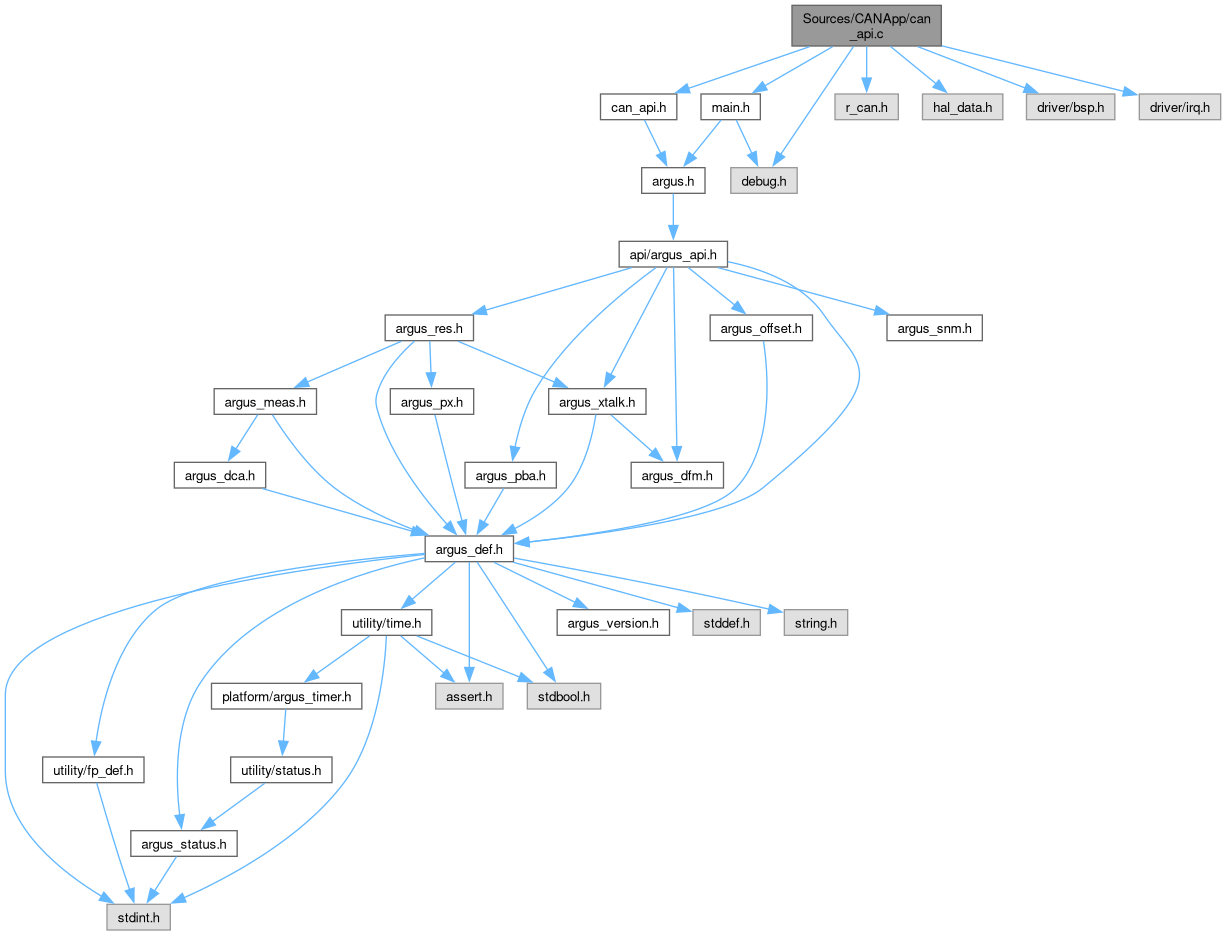 Sources/CANApp/can
_api.c
can_api.h
main.h
r_can.h
hal_data.h
driver/bsp.h
driver/irq.h
argus.h
debug.h
api/argus_api.h
argus_res.h
argus_offset.h
argus_snm.h
argus_meas.h
argus_px.h
argus_xtalk.h
argus_dca.h
argus_pba.h
argus_dfm.h
argus_def.h
utility/time.h
argus_version.h
stddef.h
string.h
platform/argus_timer.h
assert.h
stdbool.h
utility/fp_def.h
utility/status.h
argus_status.h
stdint.h